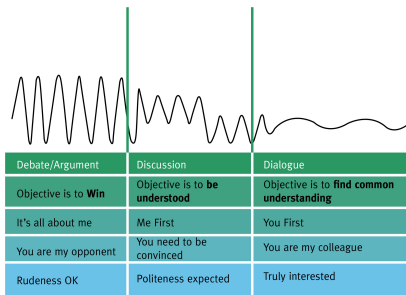 Debate/Argument Discussion Dialogue
Objective is to Win Objective is to be understood Objective is to find common understanding
It's all about me Me First You First
You are my opponent You need to be convinced You are my colleague
Rudeness OK Politeness expected Truly interested